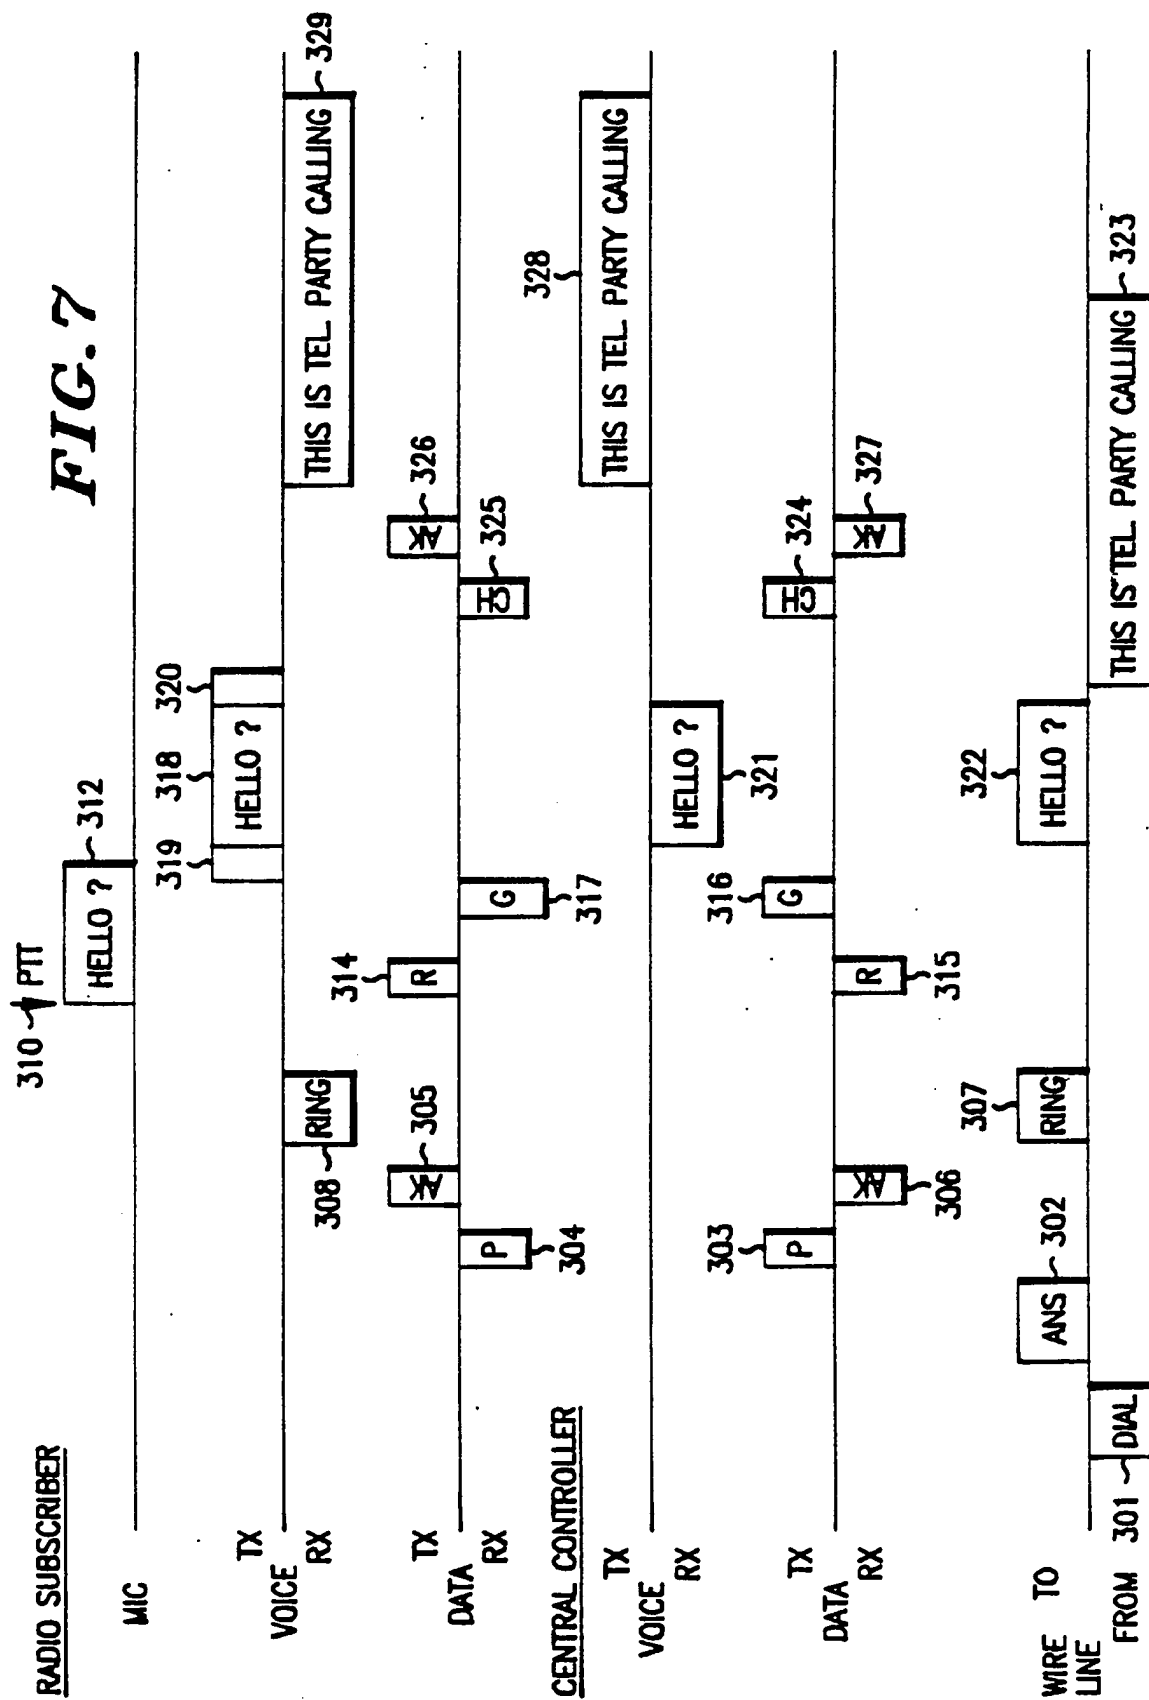 FIG. 7
RADIO SUBSCRIBER
310 PTT
MIC
HELLO ?
312
VOICE
TX
RX
308
RING
319
318
320
HELLO ?
THIS IS TEL. PARTY CALLING
329
DATA
TX
RX
P
304
AK
305
314
R
G
317
CH
325
AK
326
CENTRAL CONTROLLER
VOICE
TX
RX
HELLO ?
321
328
THIS IS TEL. PARTY CALLING
DATA
TX
RX
303
P
AK
306
R
315
316
G
CH
324
AK
327
WIRE LINE
TO
FROM
301
DIAL
ANS
302
307
RING
322
HELLO ?
THIS IS TEL. PARTY CALLING
323